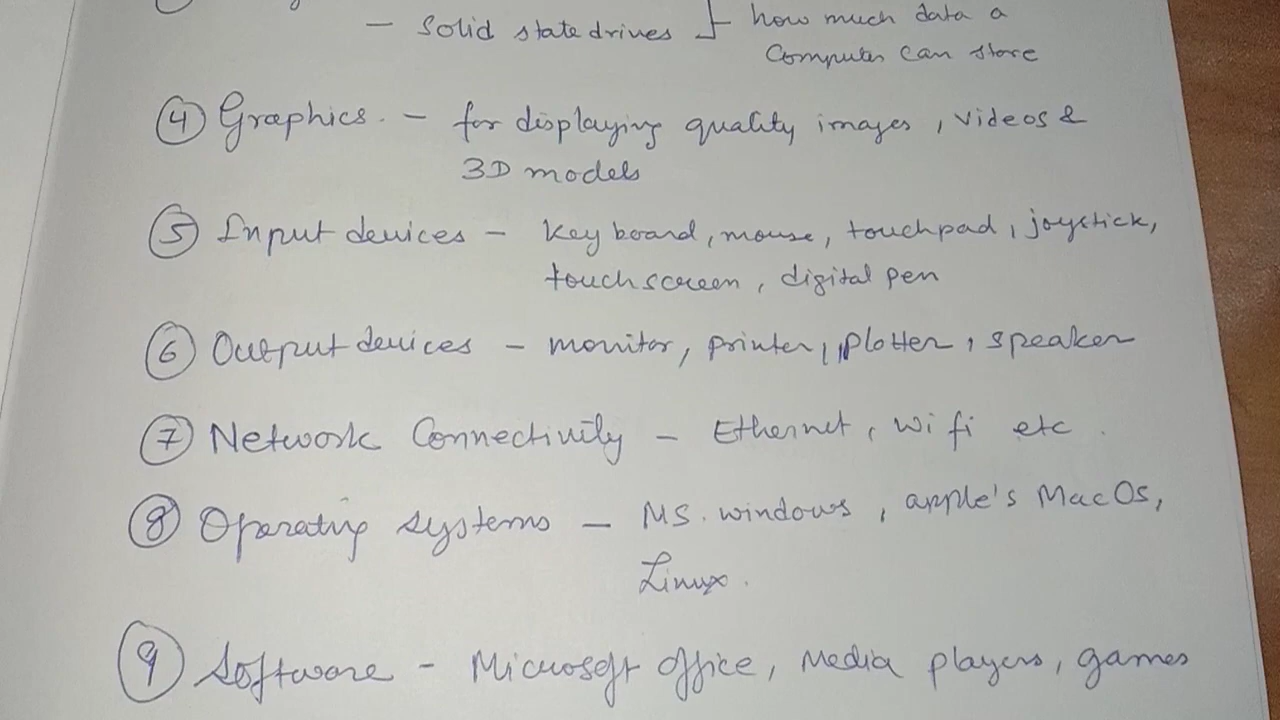 – Solid state drives
how much data a
Computer can store
④ Graphics. – for displaying quality images, videos &
3D models
⑤ Input devices – Keyboard, mouse, touchpad, joystick,
touchscreen, digital pen
⑥ Output devices – monitor, printer, plotter, speaker
⑦ Network Connectivity – Ethernet, wifi etc.
⑧ Operating systems – MS. windows, apple's MacOs,
Linux.
⑨ Software – Microsoft office, Media players, games